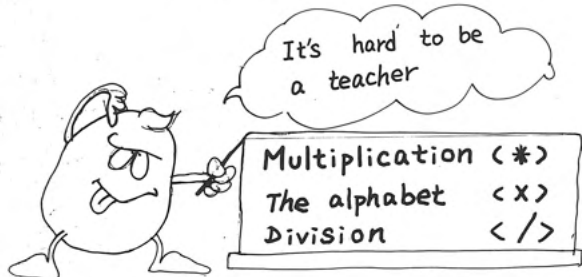 It's hard to be
a teacher
Multiplication <*>
The alphabet <x>
Division </>